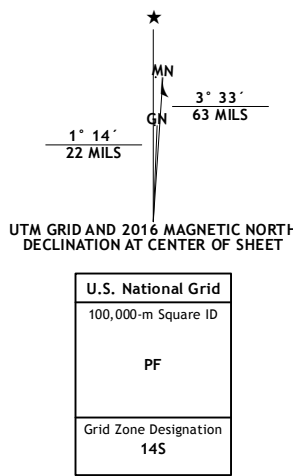 ★
MN
3° 33´
63 MILS
GN
1° 14´
22 MILS
UTM GRID AND 2016 MAGNETIC NORTH
DECLINATION AT CENTER OF SHEET
U.S. National Grid
100,000-m Square ID
PF
Grid Zone Designation
14S